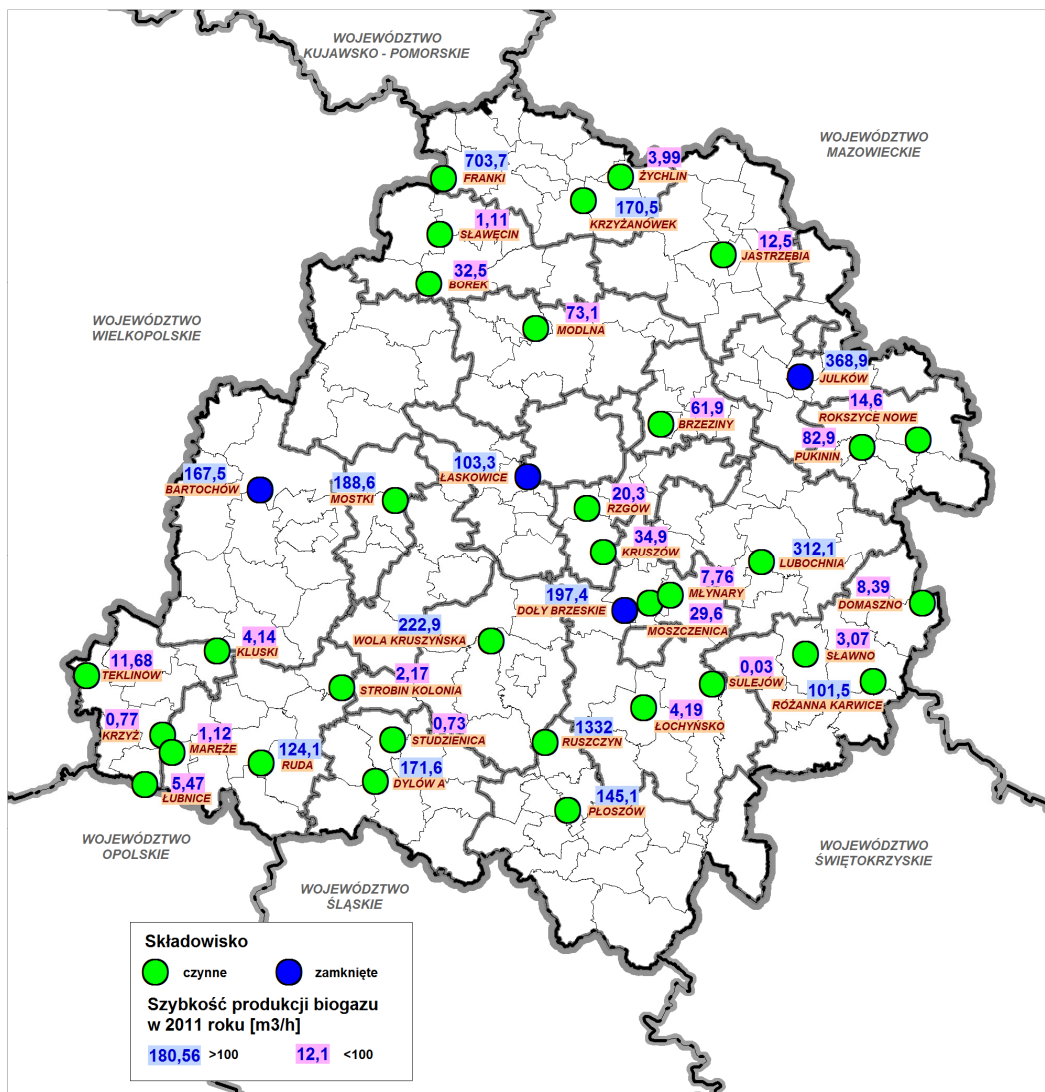 WOJEWÓDZTWO
KUJAWSKO - POMORSKIE
WOJEWÓDZTWO
MAZOWIECKIE
703,7
FRANKI
3,99
ŻYCHLIN
170,5
KRZYŻANÓWEK
1,11
SŁAWĘCIN
12,5
JASTRZĘBIA
32,5
BOREK
73,1
MODLNA
WOJEWÓDZTWO
WIELKOPOLSKIE
368,9
JULKÓW
14,6
ROKSZYCE NOWE
61,9
BRZEZINY
82,9
PUKININ
167,5
BARTOCHÓW
188,6
MOSTKI
103,3
ŁASKOWICE
20,3
RZGÓW
34,9
KRUSZÓW
312,1
LUBOCHNIA
7,76
MŁYNARY
8,39
DOMASZNO
197,4
DOŁY BRZESKIE
29,6
MOSZCZENICA
222,9
WOLA KRUSZYŃSKA
4,14
KLUSKI
3,07
SŁAWNO
11,68
TEKLINÓW
2,17
STROBIN KOLONIA
0,03
SULEJÓW
101,5
RÓŻANNA KARWICE
4,19
ŁOCHYŃSKO
0,77
KRZYŻ
1,12
MARĘŻE
0,73
STUDZIENICA
1332
RUSZCZYN
124,1
RUDA
171,6
DYLÓW A
5,47
ŁUBNICE
145,1
PŁOSZÓW
WOJEWÓDZTWO
OPOLSKIE
WOJEWÓDZTWO
ŚWIĘTOKRZYSKIE
WOJEWÓDZTWO
ŚLĄSKIE
Składowisko
czynne zamknięte
Szybkość produkcji biogazu
w 2011 roku [m3/h]
180,56 >100 12,1 <100